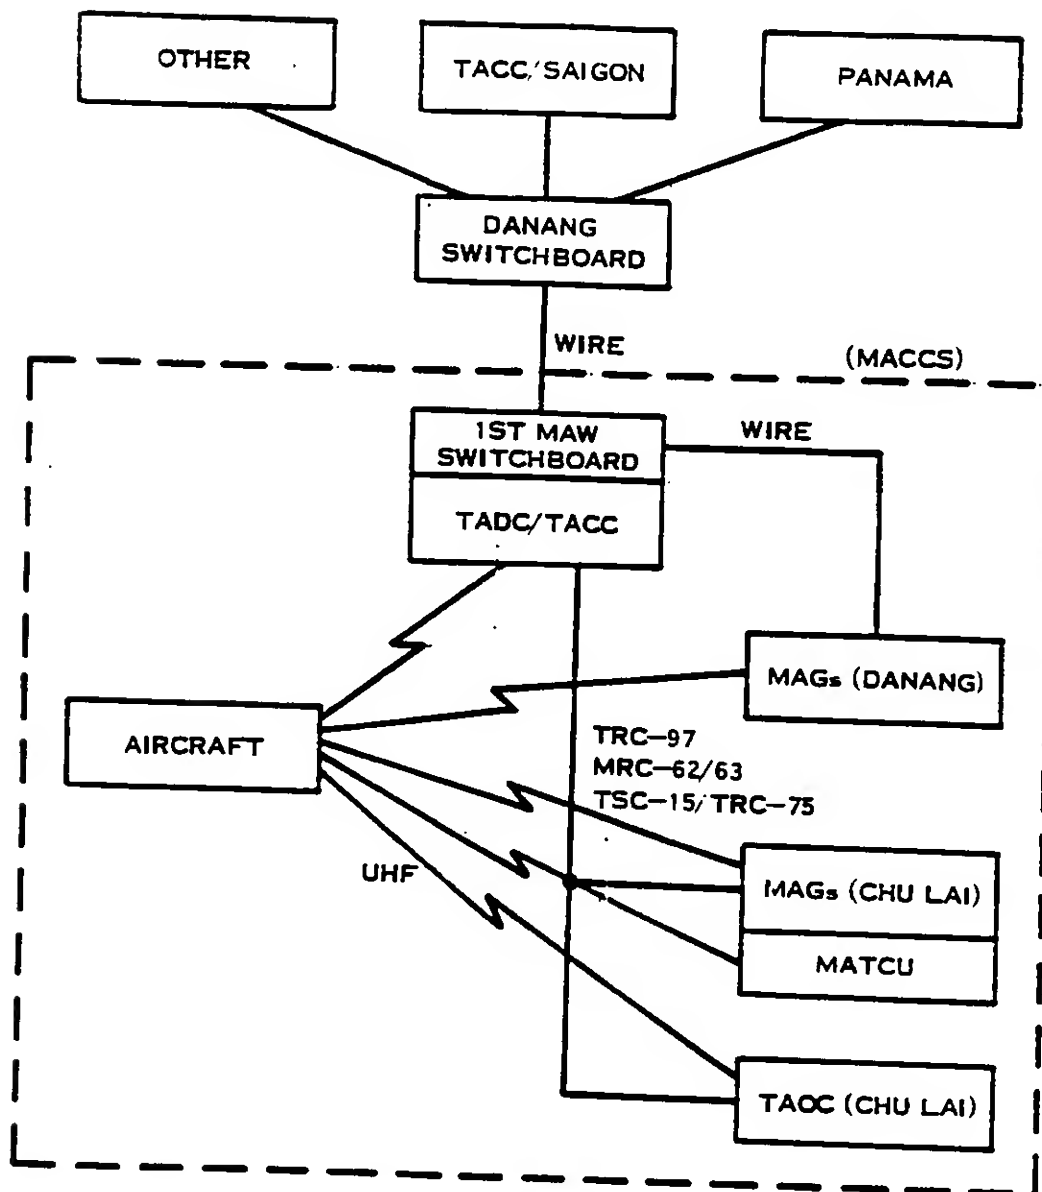 OTHER
TACC/SAIGON
PANAMA
DANANG
SWITCHBOARD
WIRE
(MACCS)
1ST MAW
SWITCHBOARD
WIRE
TADC/TACC
MAGs (DANANG)
AIRCRAFT
TRC-97
MRC-62/63
TSC-15/TRC-75
UHF
MAGs (CHU LAI)
MATCU
TAOC (CHU LAI)